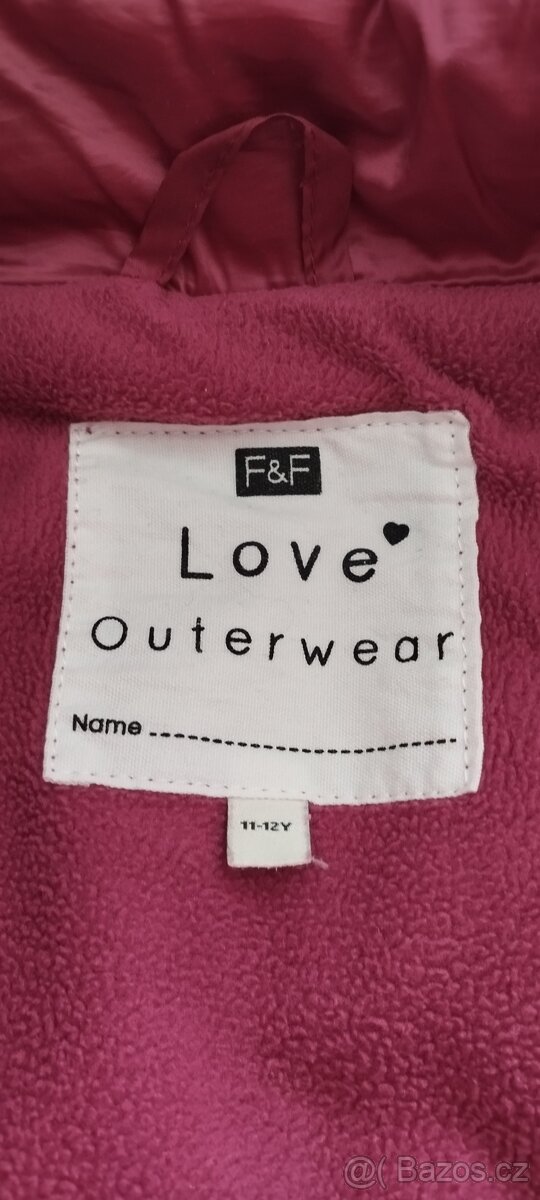 F&F
Love
Outerwear
Name
11-12Y
@( Bazos.cz